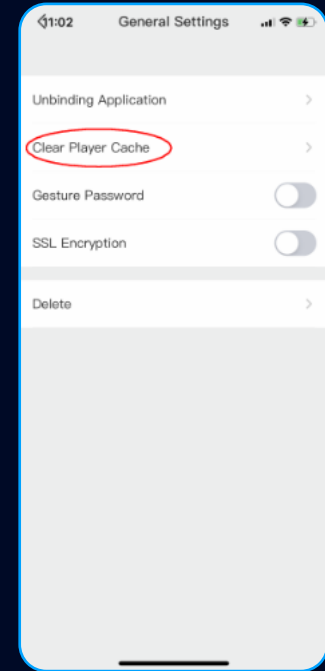 1:02
General Settings
Unbinding Application
Clear Player Cache
Gesture Password
SSL Encryption
Delete